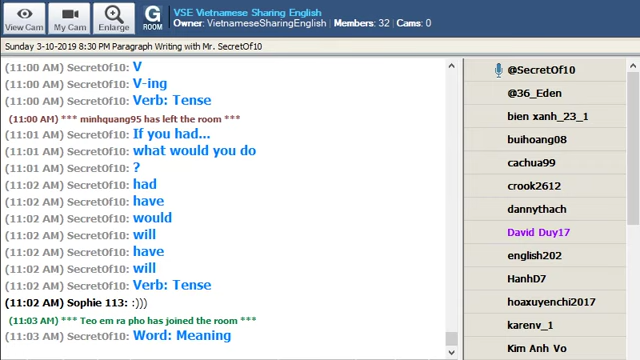 View Cam
My Cam
Enlarge
G
ROOM
VSE Vietnamese Sharing English
Owner: VietnameseSharingEnglish | Members: 32 | Cams: 0
Sunday 3-10-2019 8:30 PM Paragraph Writing with Mr. SecretOf10
(11:00 AM) SecretOf10: V
(11:00 AM) SecretOf10: V-ing
(11:00 AM) SecretOf10: Verb: Tense
(11:00 AM) *** minhquang95 has left the room ***
(11:01 AM) SecretOf10: If you had...
(11:01 AM) SecretOf10: what would you do
(11:01 AM) SecretOf10: ?
(11:02 AM) SecretOf10: had
(11:02 AM) SecretOf10: have
(11:02 AM) SecretOf10: would
(11:02 AM) SecretOf10: will
(11:02 AM) SecretOf10: have
(11:02 AM) SecretOf10: will
(11:02 AM) SecretOf10: Verb: Tense
(11:02 AM) Sophie 113: :)))
(11:03 AM) *** Teo em ra pho has joined the room ***
(11:03 AM) SecretOf10: Word: Meaning
@SecretOf10
@36_Eden
bien xanh_23_1
buihoang08
cachua99
crook2612
dannythach
David Duy17
english202
HanhD7
hoaxuyenchi2017
karenv_1
Kim Anh Vo